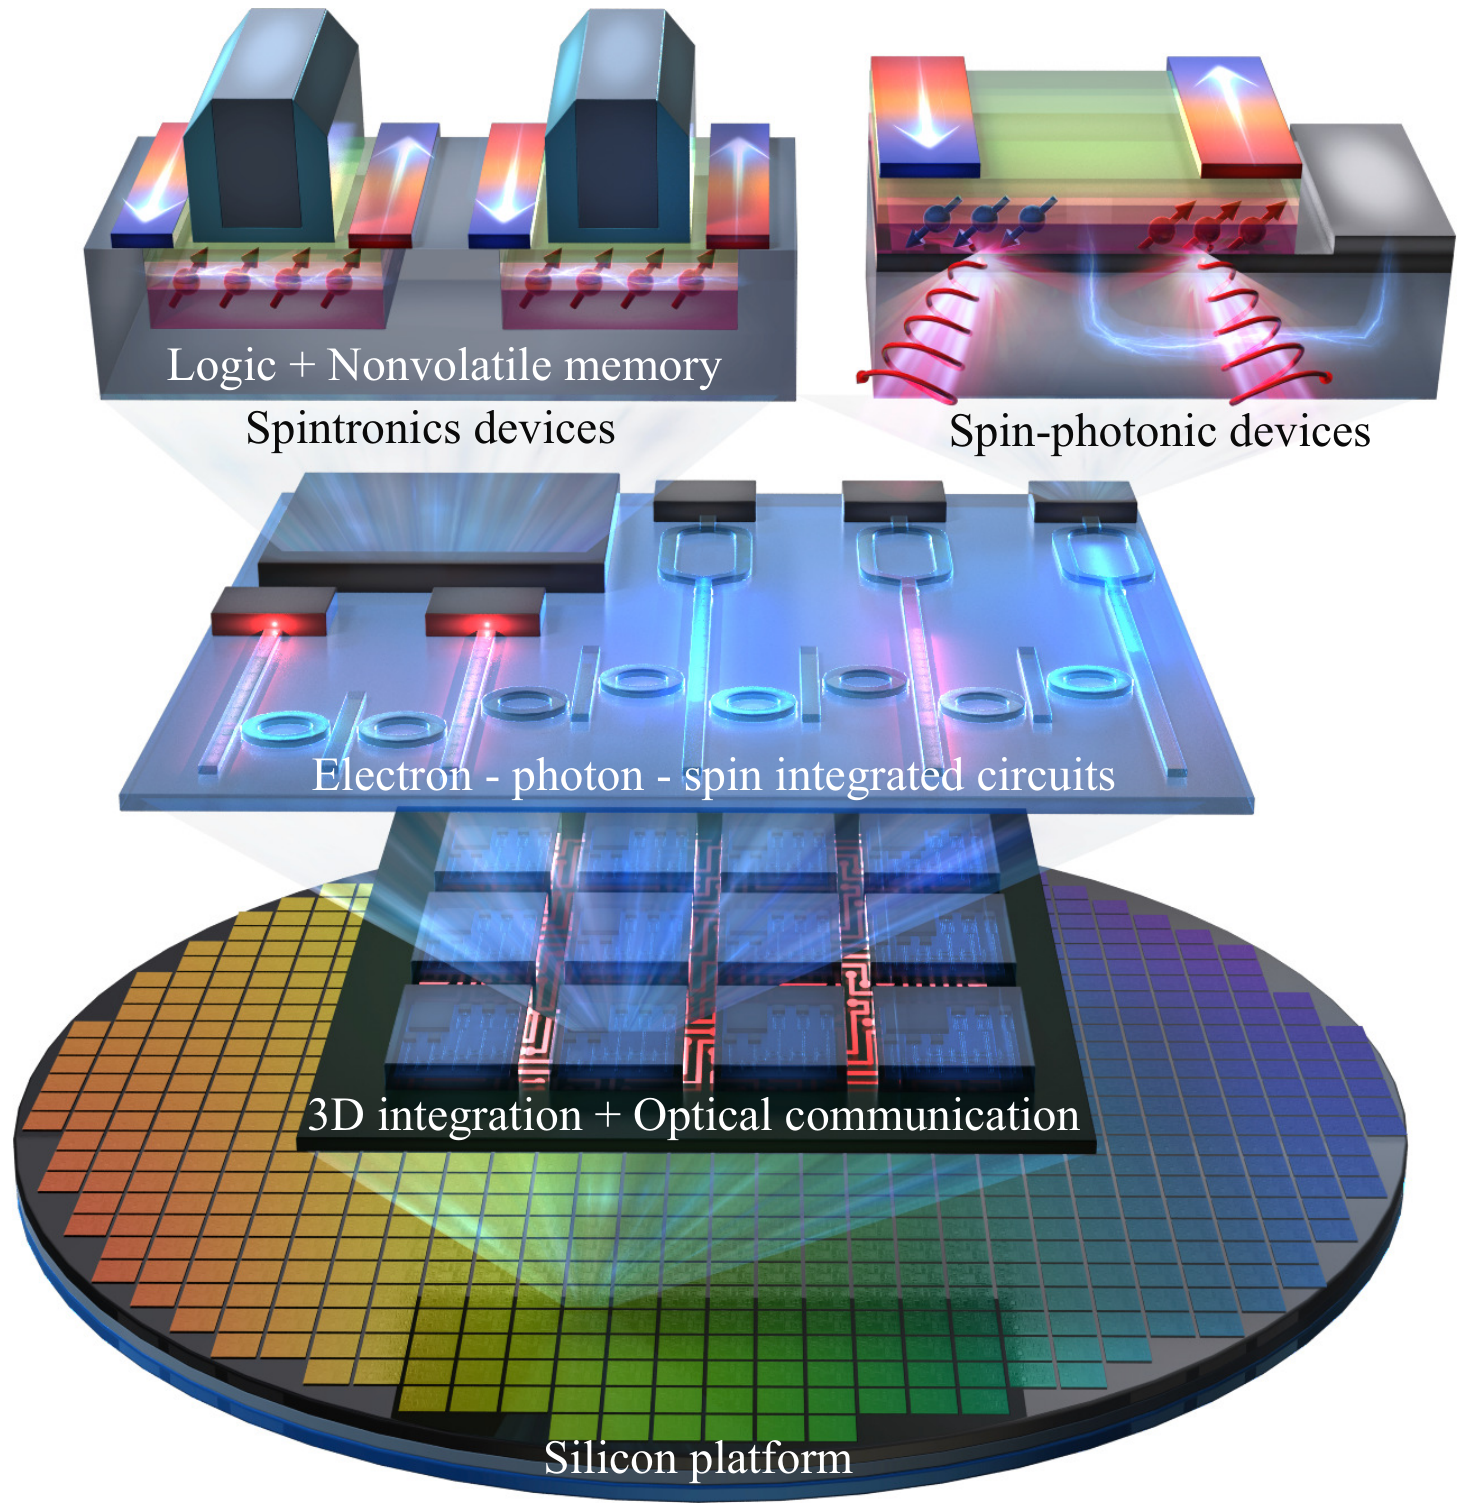 Logic + Nonvolatile memory
Spintronics devices
Spin-photonic devices
Electron - photon - spin integrated circuits
3D integration + Optical communication
Silicon platform